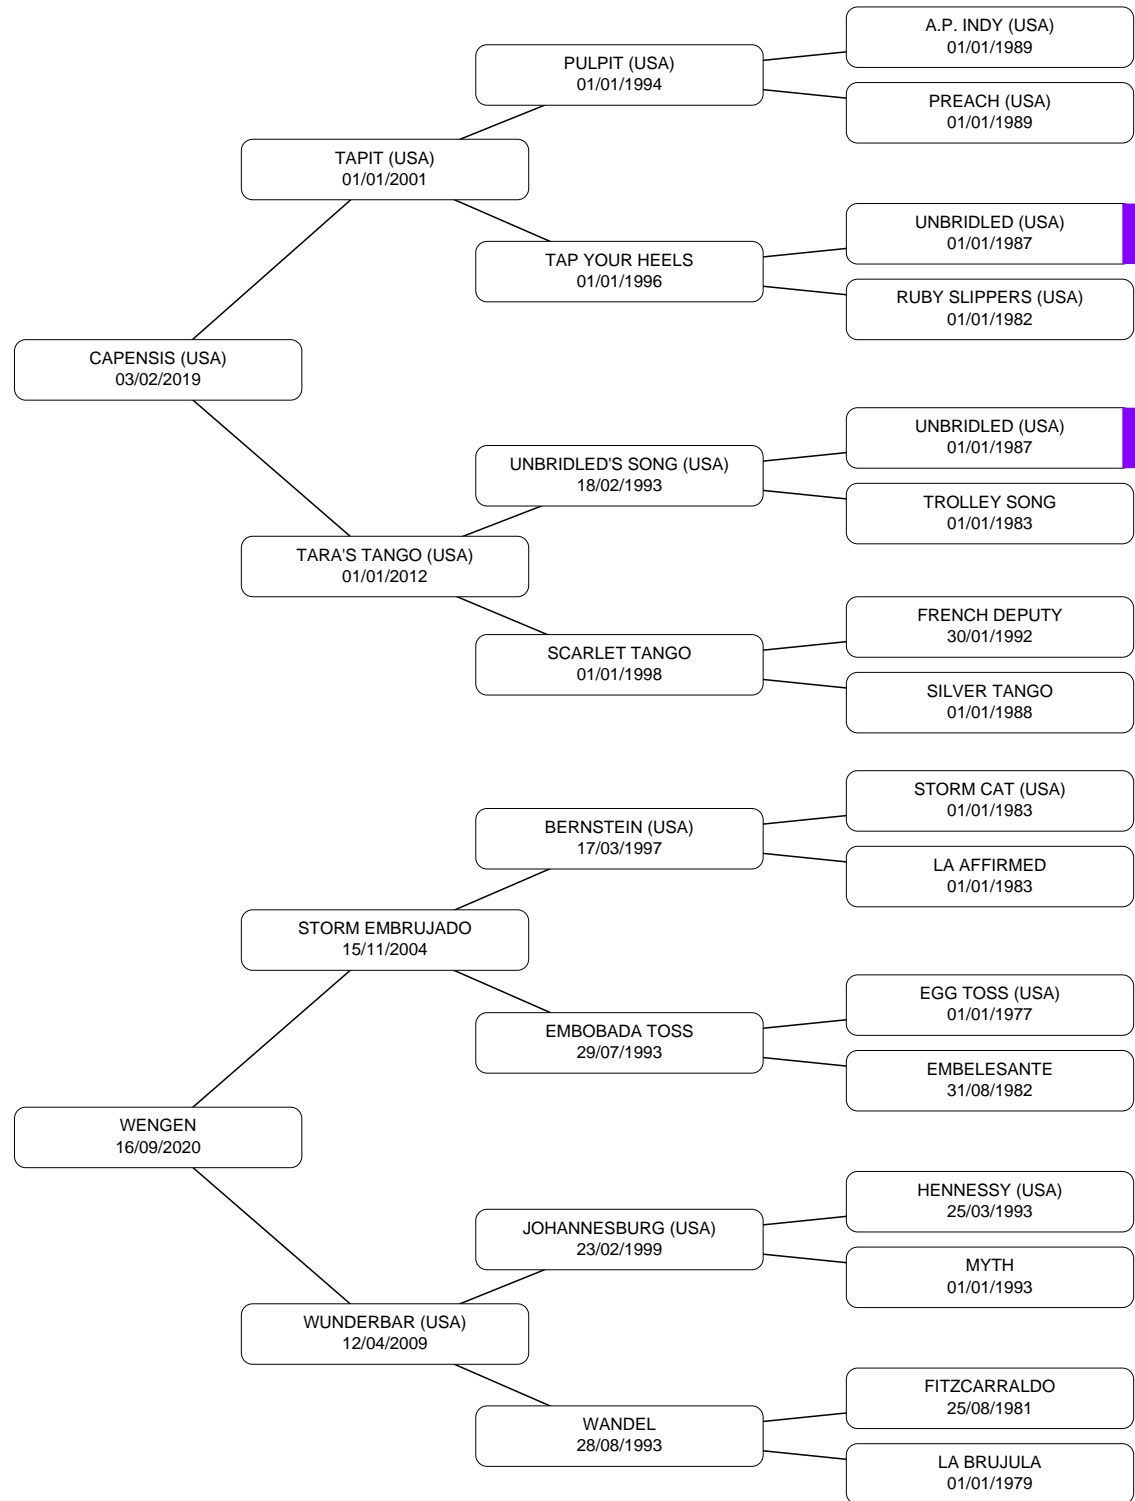 A.P. INDY (USA)
01/01/1989
PULPIT (USA)
01/01/1994
PREACH (USA)
01/01/1989
TAPIT (USA)
01/01/2001
UNBRIDLED (USA)
01/01/1987
TAP YOUR HEELS
01/01/1996
RUBY SLIPPERS (USA)
01/01/1982
CAPENSIS (USA)
03/02/2019
UNBRIDLED (USA)
01/01/1987
UNBRIDLED'S SONG (USA)
18/02/1993
TROLLEY SONG
01/01/1983
TARA'S TANGO (USA)
01/01/2012
FRENCH DEPUTY
30/01/1992
SCARLET TANGO
01/01/1998
SILVER TANGO
01/01/1988
STORM CAT (USA)
01/01/1983
BERNSTEIN (USA)
17/03/1997
LA AFFIRMED
01/01/1983
STORM EMBRUJADO
15/11/2004
EGG TOSS (USA)
01/01/1977
EMBOBADA TOSS
29/07/1993
EMBELESANTE
31/08/1982
WENGEN
16/09/2020
HENNESSY (USA)
25/03/1993
JOHANNESBURG (USA)
23/02/1999
MYTH
01/01/1993
WUNDERBAR (USA)
12/04/2009
FITZCARRALDO
25/08/1981
WANDEL
28/08/1993
LA BRUJULA
01/01/1979